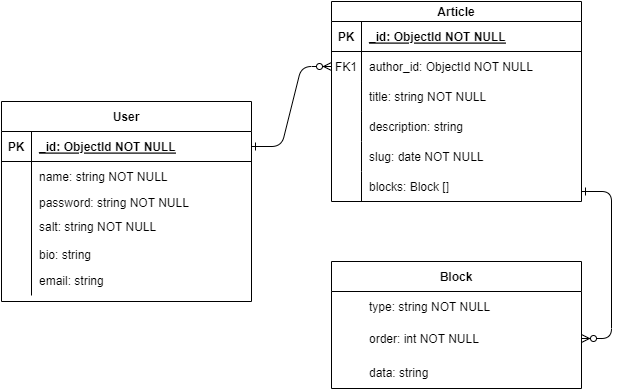 Article
PK _id: ObjectId NOT NULL
FK1 author_id: ObjectId NOT NULL
title: string NOT NULL
description: string
slug: date NOT NULL
blocks: Block []
User
PK _id: ObjectId NOT NULL
name: string NOT NULL
password: string NOT NULL
salt: string NOT NULL
bio: string
email: string
Block
type: string NOT NULL
order: int NOT NULL
data: string